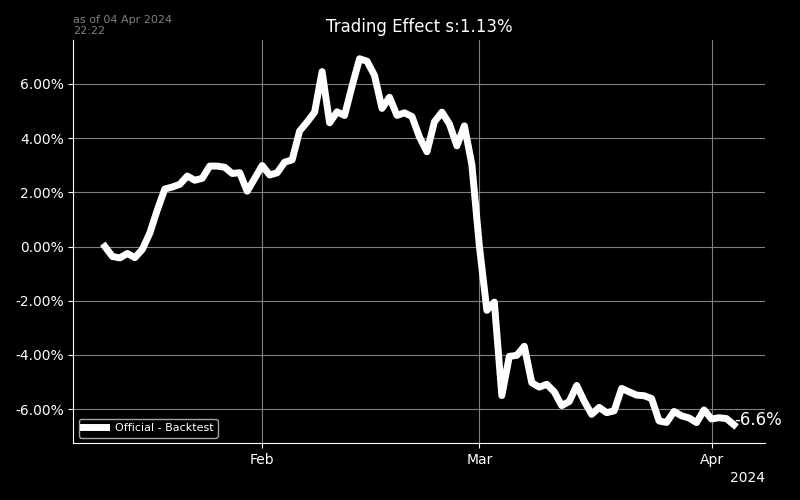 as of 04 Apr 2024
22:22
Trading Effect s:1.13%
6.00%
4.00%
2.00%
0.00%
-2.00%
-4.00%
-6.00%
-6.6%
Official - Backtest
Feb
Mar
Apr
2024